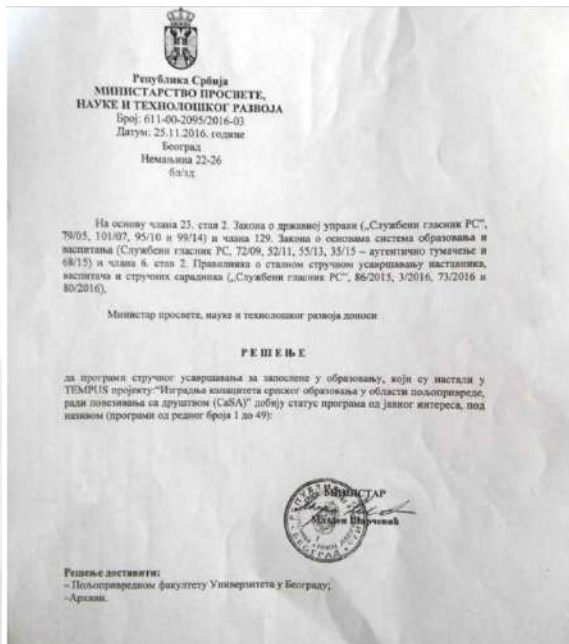 Република Србија
МИНИСТАРСТВО ПРОСВЕТЕ,
НАУКЕ И ТЕХНОЛОШКОГ РАЗВОЈА
Број: 611-00-2095/2016-03
Датум: 25.11.2016. године
Београд
Немањина 22-26
На основу члана 23. став 2. Закона о државној управи („Службени гласник РС”,
79/05, 101/07, 95/10 и 99/14) и члана 129. Закона о основама система образовања и
васпитања (Службени гласник РС, 72/09, 52/11, 55/13, 35/15 – аутентично тумачење и
68/15) и члана 6. став 2. Правилника о сталном стручном усавршавању наставника,
васпитача и стручних сарадника („Службени гласник РС”, 86/2015, 3/2016, 73/2016 и
80/2016),
Министар просвете, науке и технолошког развоја доноси
Р Е Ш Е Њ Е
да програми стручног усавршавања за запослене у образовању, који су настали у
TEMPUS пројекту:“Изградња капацитета српског образовања у области пољопривреде,
ради повезивања са друштвом (CaSA)” добију статус програма од јавног интереса, под
називом (програми од редног броја 1 до 49):
МИНИСТАР
Младен Шарчевић
Решење доставити:
– Пољопривредном факултету Универзитета у Београду;
–Архиви.